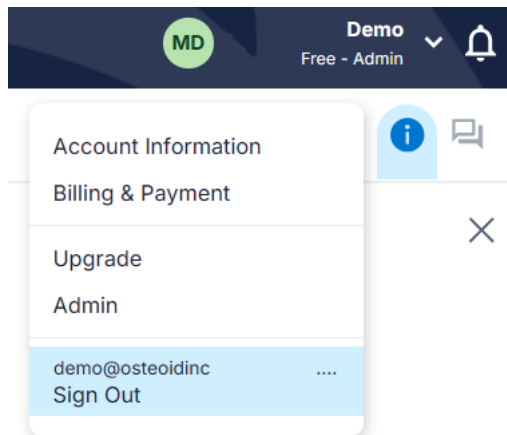 MD
Demo
Free - Admin
Account Information
Billing & Payment
Upgrade
Admin
demo@osteoidinc ....
Sign Out